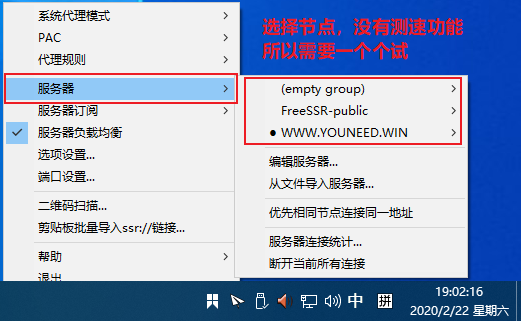 系统代理模式
PAC
代理规则
服务器
服务器订阅
服务器负载均衡
选项设置...
端口设置...
二维码扫描...
剪贴板批量导入ssr://链接...
帮助
退出
选择节点，没有测速功能
所以需要一个个试
(empty group)
FreeSSR-public
● WWW.YOUNEED.WIN
编辑服务器...
从文件导入服务器...
优先相同节点连接同一地址
服务器连接统计...
断开当前所有连接
中
拼
19:02:16
2020/2/22 星期六